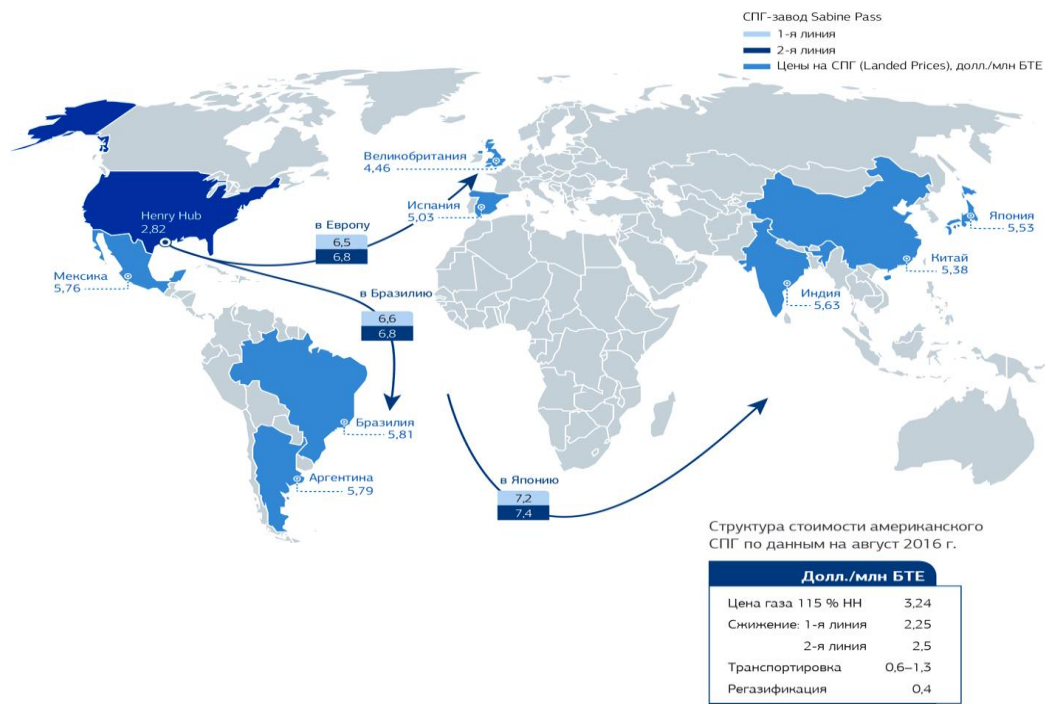 СПГ-завод Sabine Pass
1-я линия
2-я линия
Цены на СПГ (Landed Prices), долл./млн БТЕ
Великобритания
4,46
Испания
5,03
Henry Hub
2,82
в Европу
6,5
6,8
Мексика
5,76
в Бразилию
6,6
6,8
Япония
5,53
Китай
5,38
Индия
5,63
Бразилия
5,81
Аргентина
5,79
в Японию
7,2
7,4
Структура стоимости американского
СПГ по данным на август 2016 г.
Долл./млн БТЕ
Цена газа 115 % НН 3,24
Сжижение: 1-я линия 2,25
2-я линия 2,5
Транспортировка 0,6–1,3
Регазификация 0,4